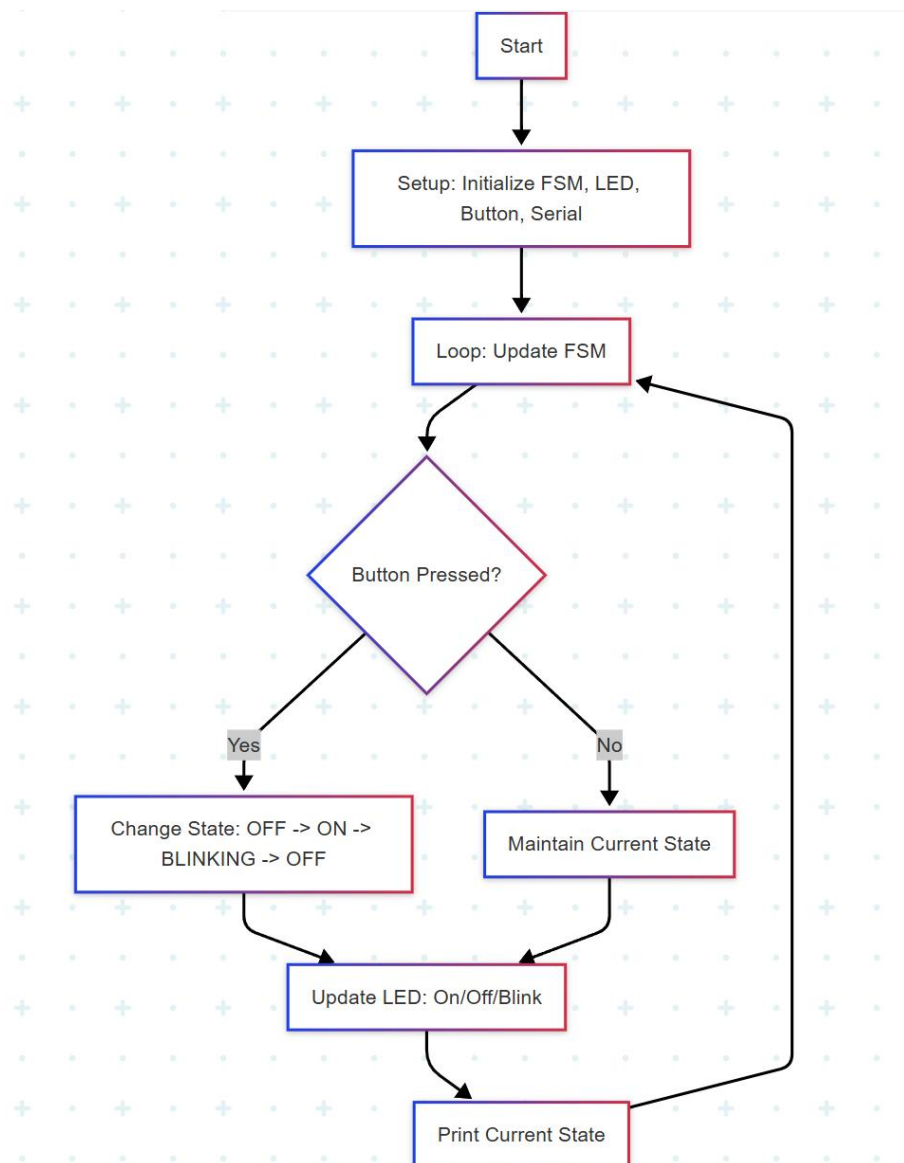 Start
Setup: Initialize FSM, LED,
Button, Serial
Loop: Update FSM
Button Pressed?
Yes
No
Change State: OFF -> ON ->
BLINKING -> OFF
Maintain Current State
Update LED: On/Off/Blink
Print Current State